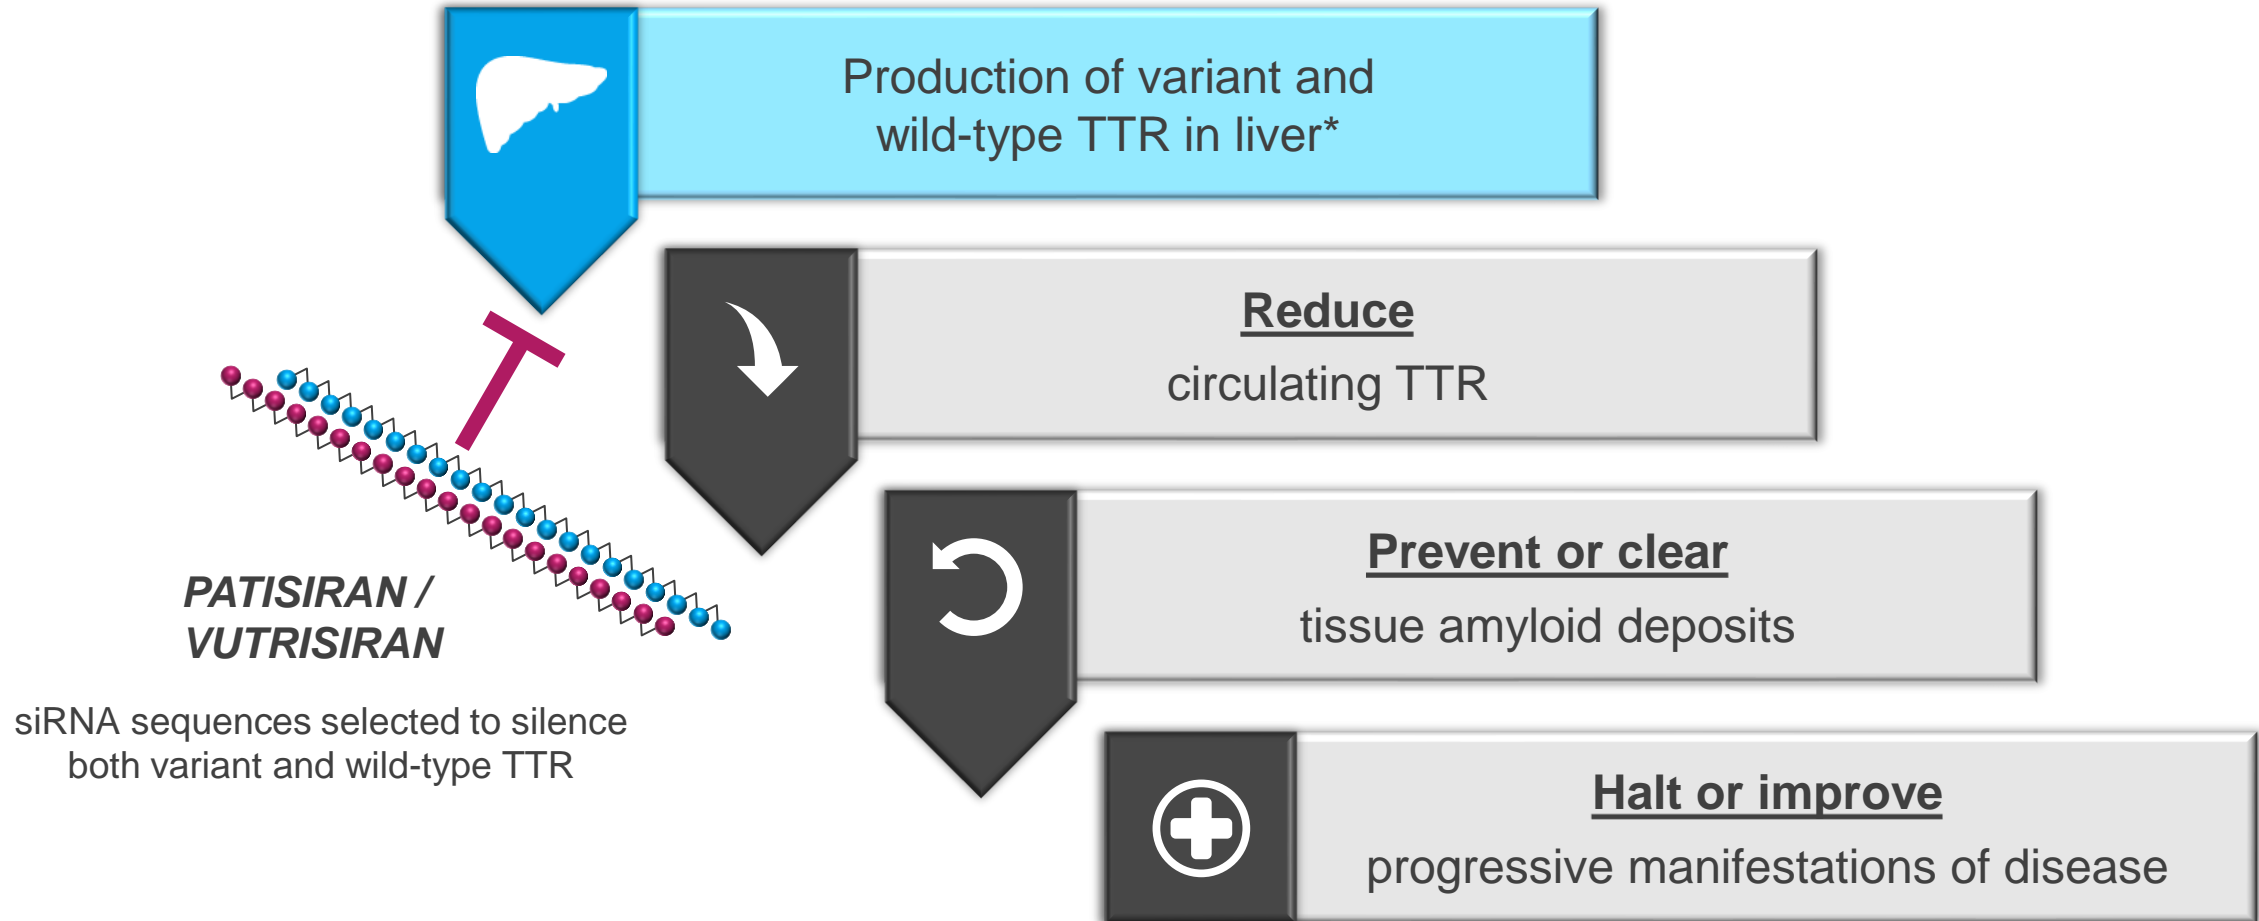 Production of variant and
wild-type TTR in liver*
Reduce
circulating TTR
Prevent or clear
tissue amyloid deposits
Halt or improve
progressive manifestations of disease
PATISIRAN /
VUTRISIRAN
siRNA sequences selected to silence
both variant and wild-type TTR